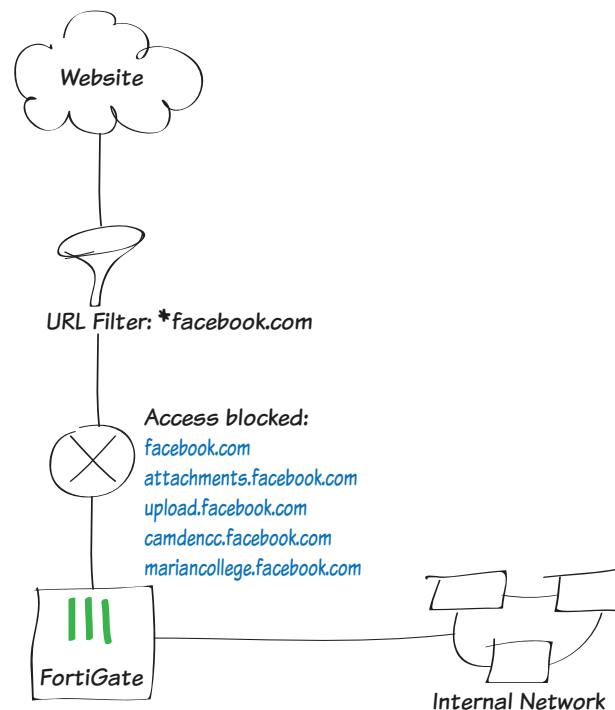 Website
URL Filter: *facebook.com
Access blocked:
facebook.com
attachments.facebook.com
upload.facebook.com
camdencc.facebook.com
mariancollege.facebook.com
FortiGate
Internal Network